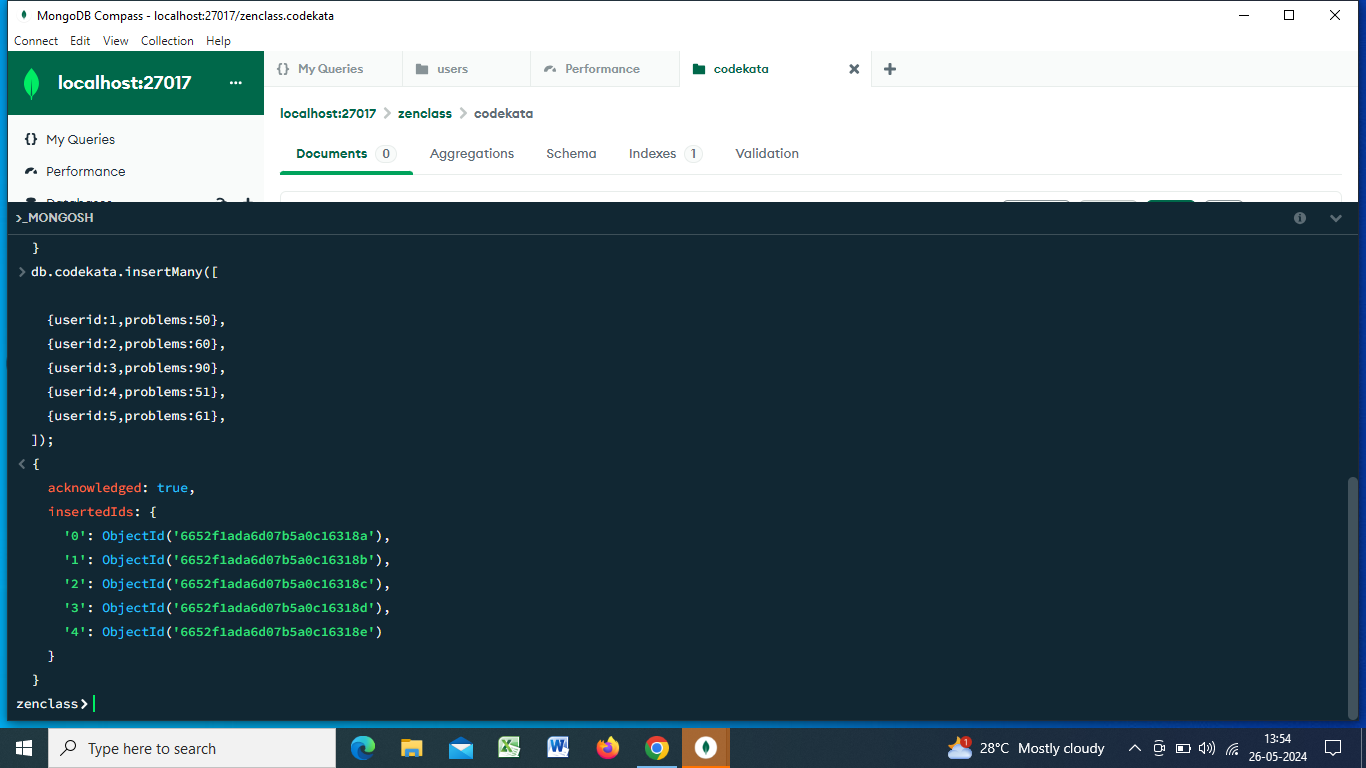 MongoDB Compass - localhost:27017/zenclass.codekata
Connect Edit View Collection Help
localhost:27017 ...
My Queries users Performance codekata
localhost:27017 > zenclass > codekata
My Queries
Documents 0 Aggregations Schema Indexes 1 Validation
Performance
Databases
>_MONGOSH
}
> db.codekata.insertMany([
{userid:1,problems:50},
{userid:2,problems:60},
{userid:3,problems:90},
{userid:4,problems:51},
{userid:5,problems:61},
]);
< {
acknowledged: true,
insertedIds: {
'0': ObjectId('6652f1ada6d07b5a0c16318a'),
'1': ObjectId('6652f1ada6d07b5a0c16318b'),
'2': ObjectId('6652f1ada6d07b5a0c16318c'),
'3': ObjectId('6652f1ada6d07b5a0c16318d'),
'4': ObjectId('6652f1ada6d07b5a0c16318e')
}
}
zenclass>
Type here to search
1
28°C Mostly cloudy
13:54
26-05-2024